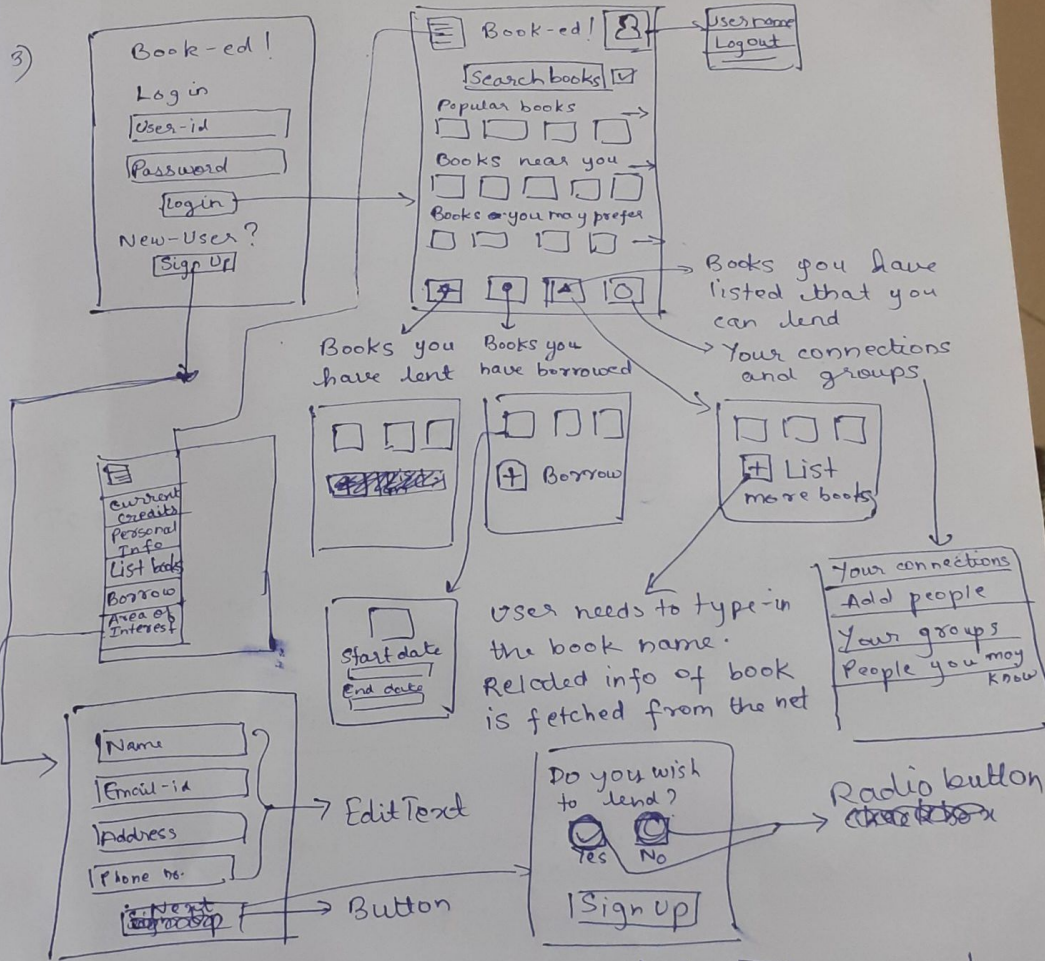 3)
Book-ed!
Log in
User-id
Password
Login
New-User?
Sign Up
Book-ed!
Search books
Popular books
Books near you
Books you may prefer
Username
Logout
Books you have
listed that you
can lend
Your connections
and groups
Books you
have lent
Books you
have borrowed
+ Borrow
+ List
more books
Current
credits
Personal
Info
List books
Borrow
Area of
Interest
Start date
End date
User needs to type-in
the book name.
info of book
is fetched from the net
Your connections
Add people
Your groups
People you may
know
Name
Email-id
Address
Phone no.
Next
EditText
Button
Do you wish
to lend?
Yes No
Sign Up
Radio button